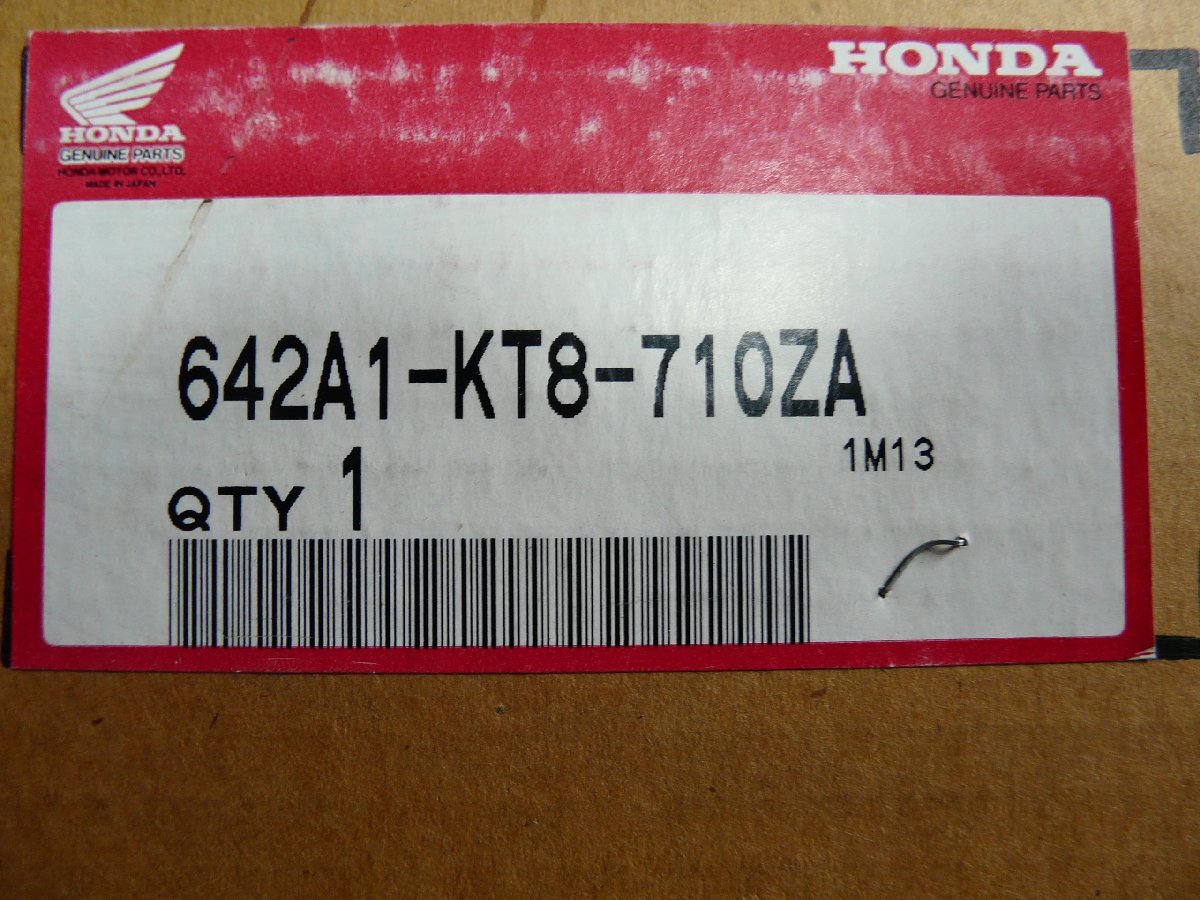 HONDA
GENUINE PARTS
HONDA MOTOR CO., LTD.
MADE IN JAPAN
HONDA
GENUINE PARTS
642A1-KT8-710ZA
1M13
QTY 1